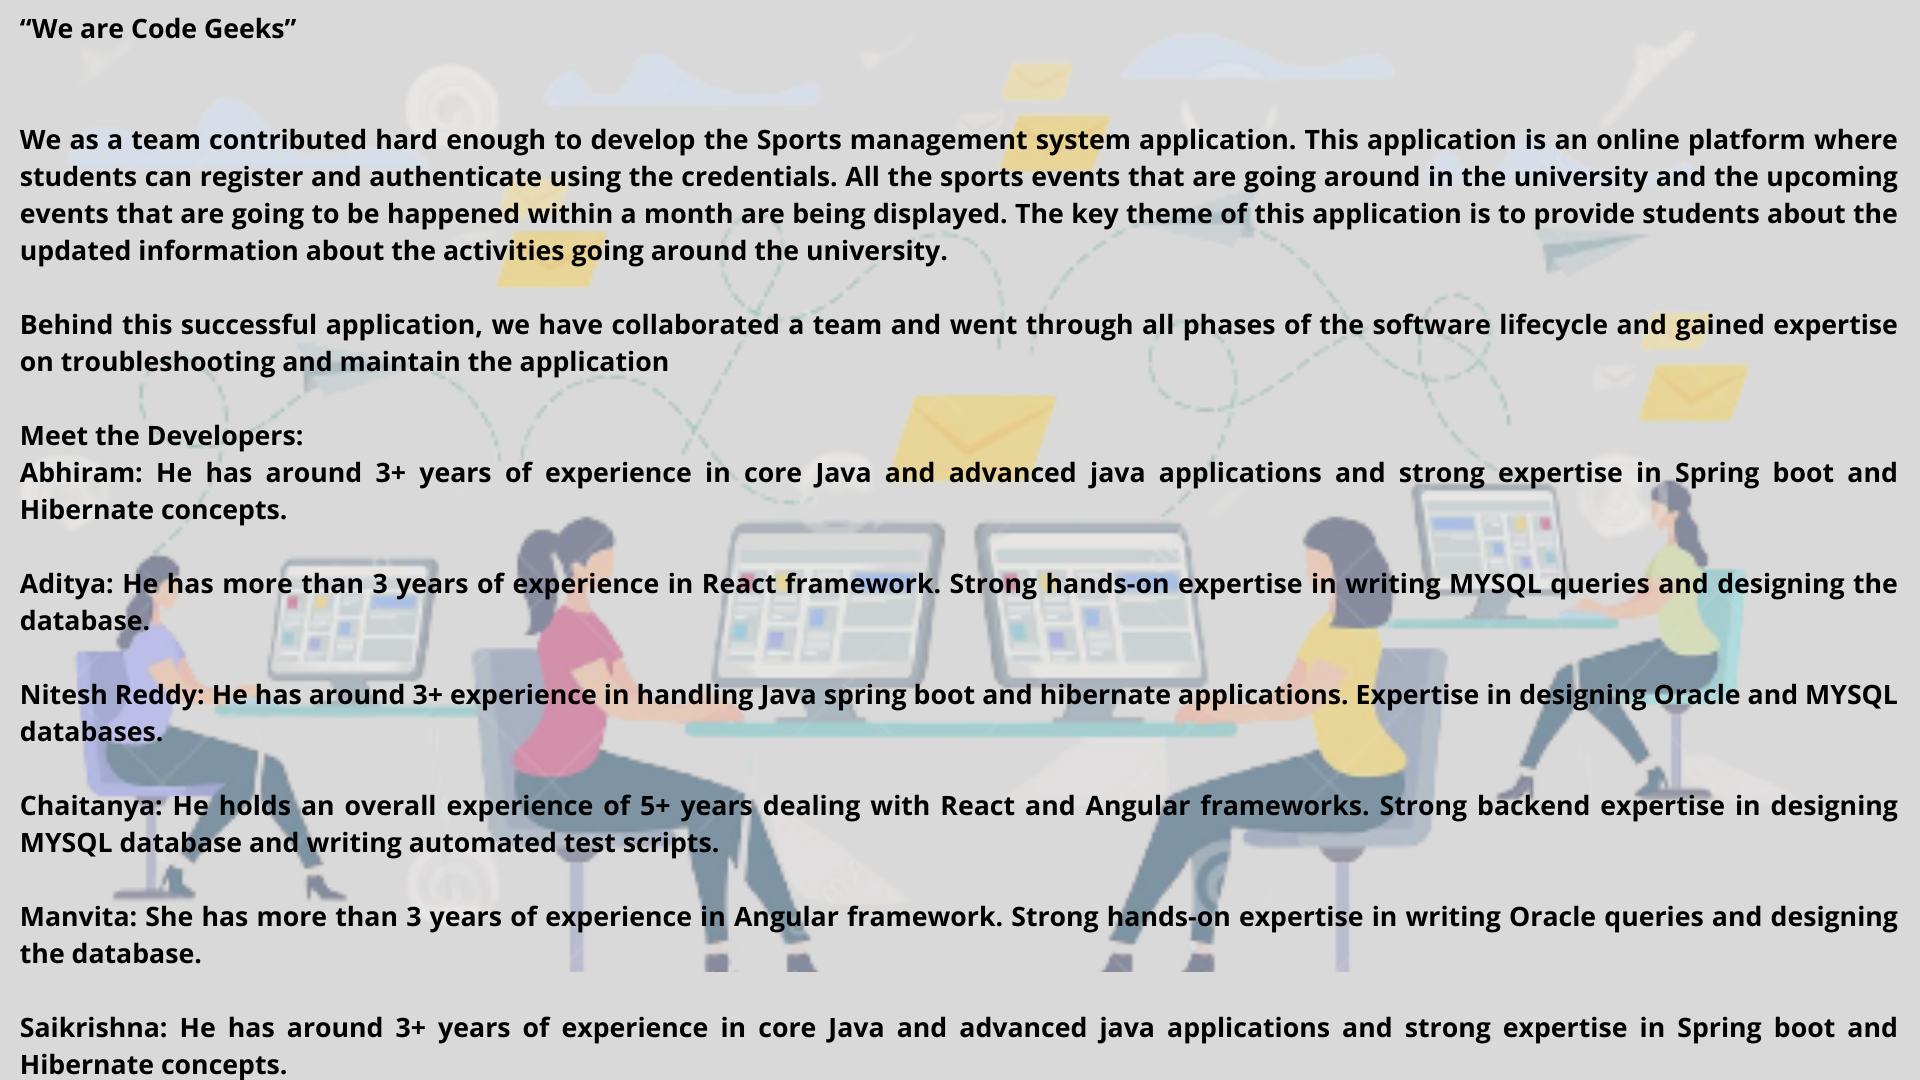 “We are Code Geeks”
We as a team contributed hard enough to develop the Sports management system application. This application is an online platform where
students can register and authenticate using the credentials. All the sports events that are going around in the university and the upcoming
events that are going to be happened within a month are being displayed. The key theme of this application is to provide students about the
updated information about the activities going around the university.
Behind this successful application, we have collaborated a team and went through all phases of the software lifecycle and gained expertise
on troubleshooting and maintain the application
Meet the Developers:
Abhiram: He has around 3+ years of experience in core Java and advanced java applications and strong expertise in Spring boot and
Hibernate concepts.
Aditya: He has more than 3 years of experience in React framework. Strong hands-on expertise in writing MYSQL queries and designing the
database.
Nitesh Reddy: He has around 3+ experience in handling Java spring boot and hibernate applications. Expertise in designing Oracle and MYSQL
databases.
Chaitanya: He holds an overall experience of 5+ years dealing with React and Angular frameworks. Strong backend expertise in designing
MYSQL database and writing automated test scripts.
Manvita: She has more than 3 years of experience in Angular framework. Strong hands-on expertise in writing Oracle queries and designing
the database.
Saikrishna: He has around 3+ years of experience in core Java and advanced java applications and strong expertise in Spring boot and
Hibernate concepts.